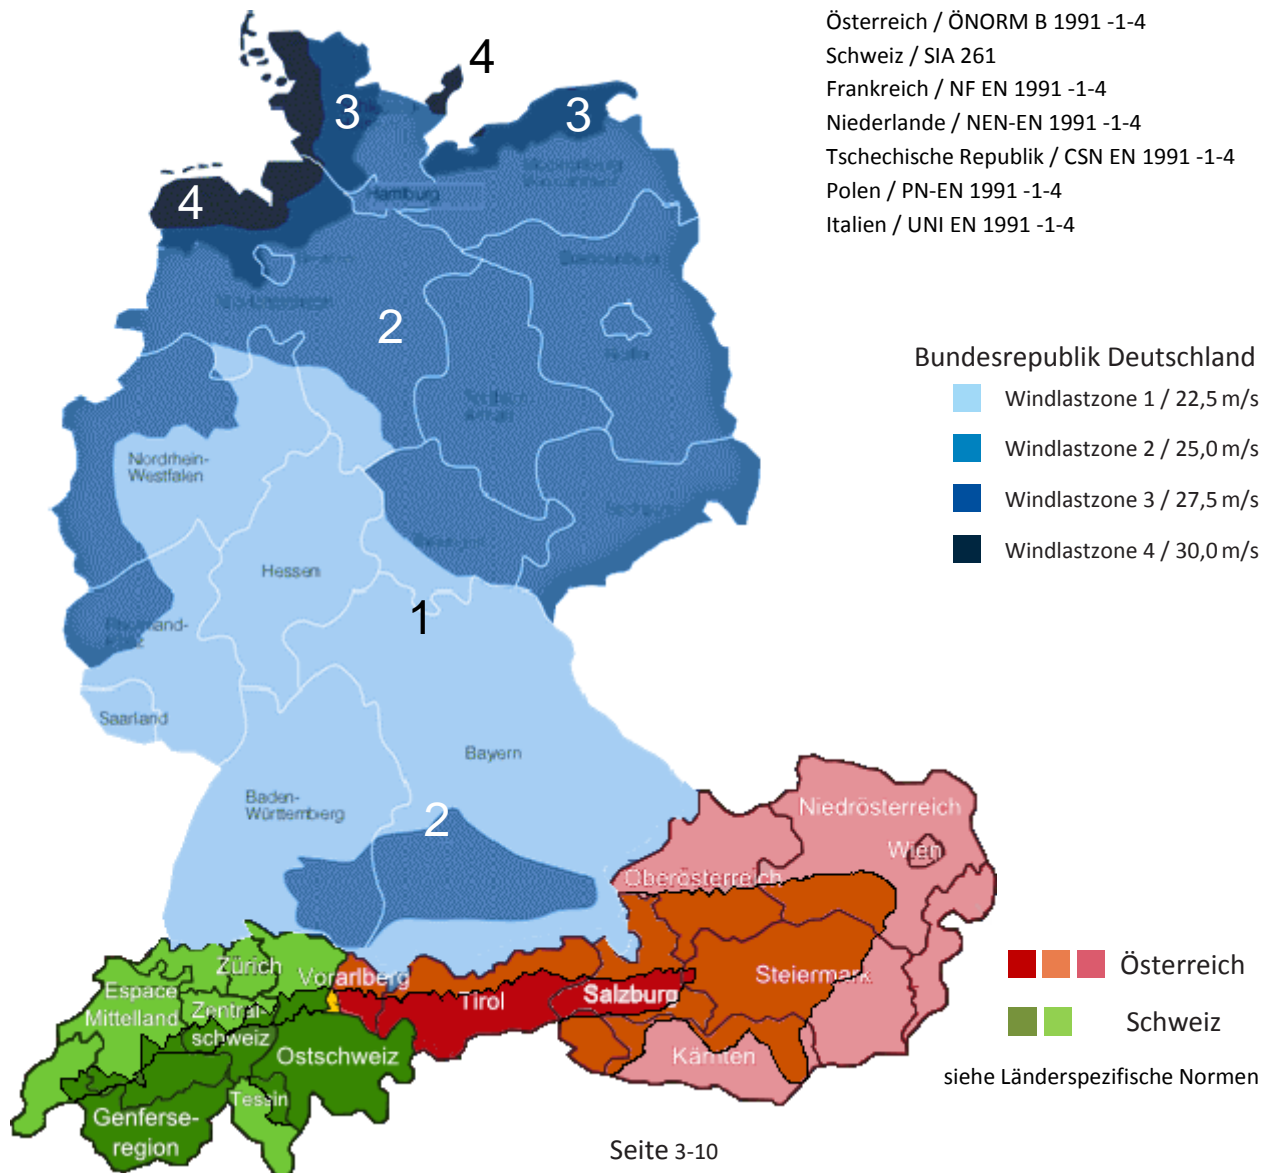 Österreich / ÖNORM B 1991 -1-4
Schweiz / SIA 261
Frankreich / NF EN 1991 -1-4
Niederlande / NEN-EN 1991 -1-4
Tschechische Republik / CSN EN 1991 -1-4
Polen / PN-EN 1991 -1-4
Italien / UNI EN 1991 -1-4
4
3
3
4
Hamburg
2
Bundesrepublik Deutschland
Windlastzone 1 / 22,5 m/s
Windlastzone 2 / 25,0 m/s
Windlastzone 3 / 27,5 m/s
Windlastzone 4 / 30,0 m/s
Nordrhein-
Westfalen
Hessen
1
Rheinland-
Pfalz
Saarland
Bayern
Baden-
Württemberg
2
Niedrösterreich
Wien
Oberösterreich
Zürich
Vorarlberg
Espace
Mittelland
Zentral-
schweiz
Tirol
Salzburg
Steiermark
Ostschweiz
Kärnten
Tessin
Genferse-
region
Österreich
Schweiz
siehe Länderspezifische Normen
Seite 3-10